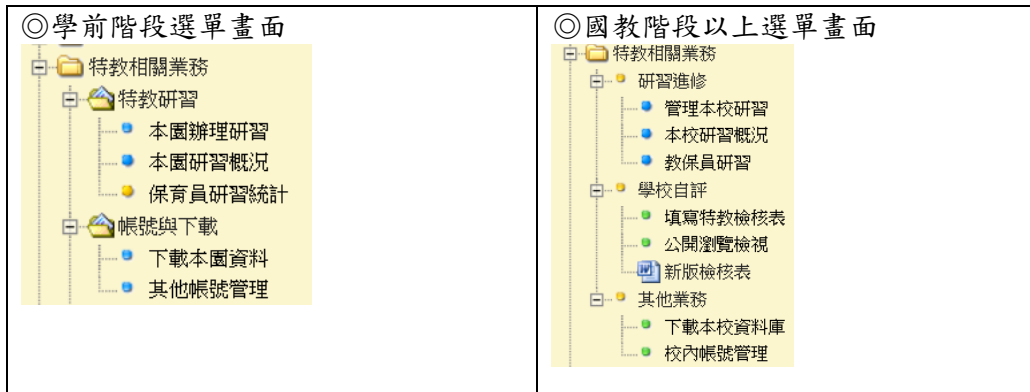 ◎學前階段選單畫面
特教相關業務
特教研習
本園辦理研習
本園研習概況
保育員研習統計
帳號與下載
下載本園資料
其他帳號管理
◎國教階段以上選單畫面
特教相關業務
研習進修
管理本校研習
本校研習概況
教保員研習
學校自評
填寫特教檢核表
公開瀏覽檢視
新版檢核表
其他業務
下載本校資料庫
校內帳號管理